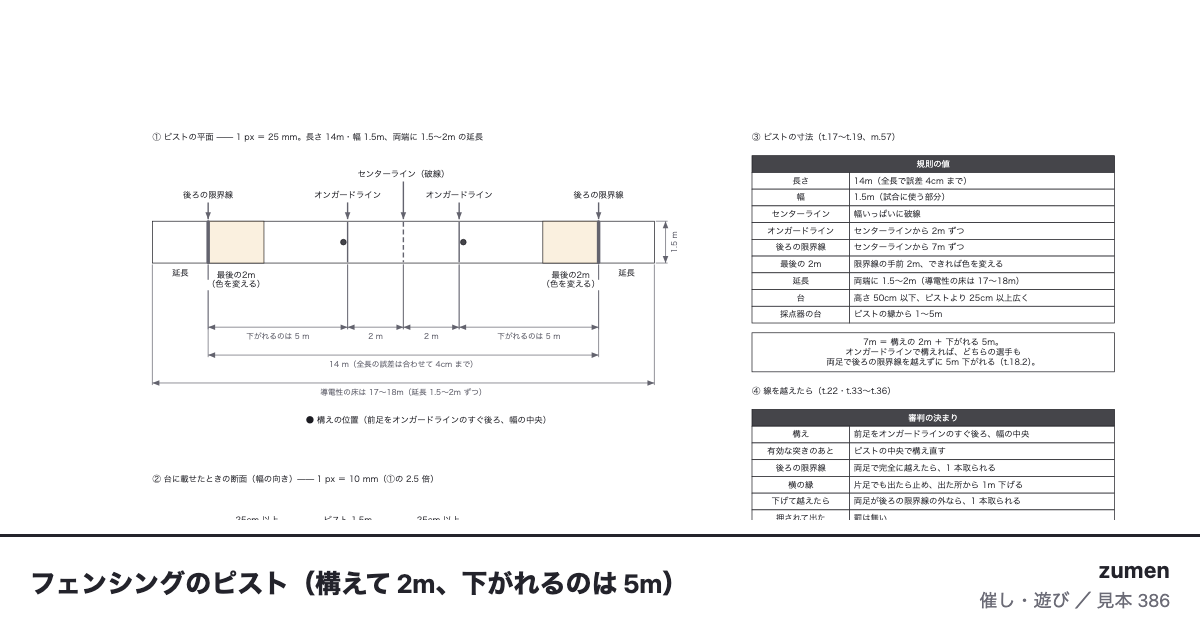 ① ピストの平面 —— 1 px ＝ 25 mm。長さ 14m・幅 1.5m、両端に 1.5〜2m の延長
センターライン（破線）
後ろの限界線
オンガードライン
オンガードライン
後ろの限界線
1.5 m
延長
最後の2m
（色を変える）
最後の2m
（色を変える）
延長
下がれるのは 5 m
2 m
2 m
下がれるのは 5 m
14 m（全長の誤差は合わせて 4cm まで）
導電性の床は 17〜18m（延長 1.5〜2m ずつ）
● 構えの位置（前足をオンガードラインのすぐ後ろ、幅の中央）
② 台に載せたときの断面（幅の向き）—— 1 px ＝ 10 mm（①の 2.5 倍）
25cm 以上
ピスト 1.5m
25cm 以上
③ ピストの寸法（t.17〜t.19、m.57）
規則の値
長さ 14m（全長で誤差 4cm まで）
幅 1.5m（試合に使う部分）
センターライン 幅いっぱいに破線
オンガードライン センターラインから 2m ずつ
後ろの限界線 センターラインから 7m ずつ
最後の 2m 限界線の手前 2m、できれば色を変える
延長 両端に 1.5〜2m（導電性の床は 17〜18m）
台 高さ 50cm 以下、ピストより 25cm 以上広く
採点器の台 ピストの縁から 1〜5m
7m ＝ 構えの 2m ＋ 下がれる 5m。
オンガードラインで構えれば、どちらの選手も
両足で後ろの限界線を越えずに 5m 下がれる（t.18.2）。
④ 線を越えたら（t.22・t.33〜t.36）
審判の決まり
構え 前足をオンガードラインのすぐ後ろ、幅の中央
有効な突きのあと ピストの中央で構え直す
後ろの限界線 両足で完全に越えたら、1 本取られる
横の縁 片足でも出たら止め、出た所から 1m 下げる
下げて越えたら 両足が後ろの限界線の外なら、1 本取られる
押されて出た 罰は無い
フェンシングのピスト（構えて 2m、下がれるのは 5m）
zumen
催し・遊び ／ 見本 386